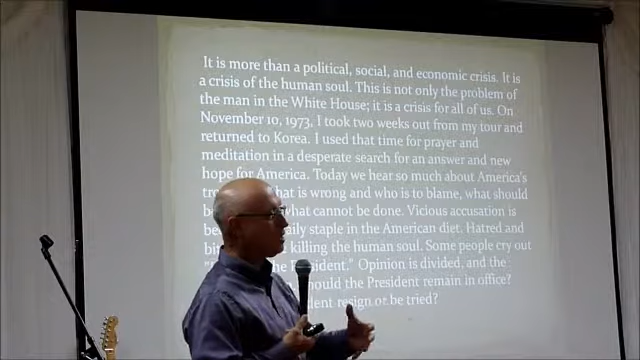 It is more than a political, social, and economic crisis. It is
a crisis of the human soul. This is not only the problem of
the man in the White House; it is a crisis for all of us. On
November 10, 1973, I took two weeks out from my tour and
returned to Korea. I used that time for prayer and
meditation in a desperate search for an answer and new
hope for America. Today we hear so much about America's
hat is wrong and who is to blame, what should
what cannot be done. Vicious accusation is
aily staple in the American diet. Hatred and
killing the human soul. Some people cry out
he President." Opinion is divided, and the
hould the President remain in office?
dent resign or be tried?